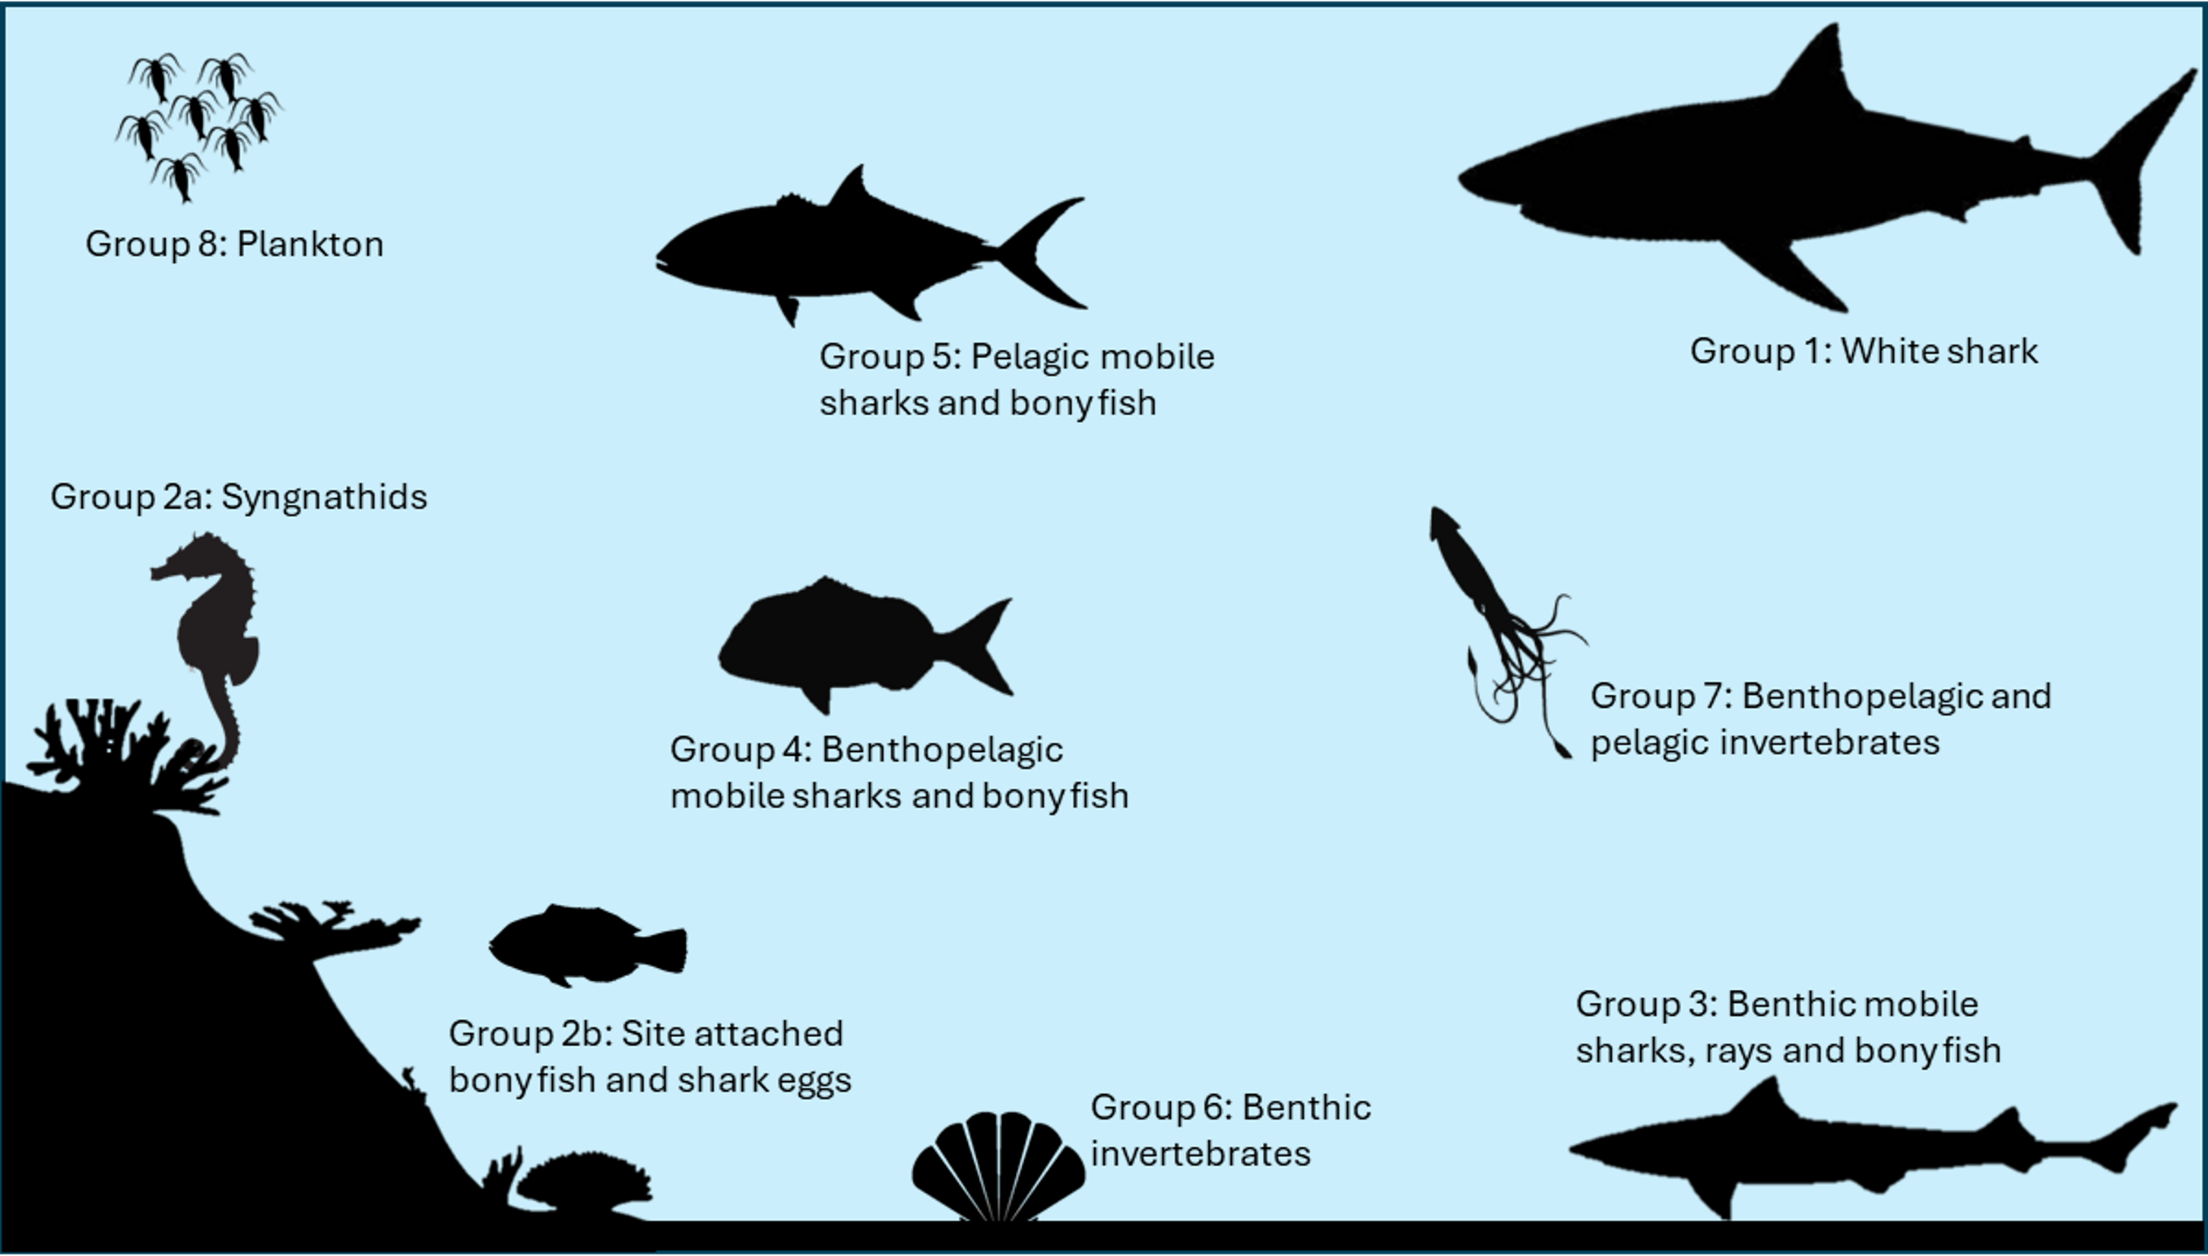 Group 8: Plankton
Group 5: Pelagic mobile
sharks and bony fish
Group 1: White shark
Group 2a: Syngnathids
Group 4: Benthopelagic
mobile sharks and bony fish
Group 7: Benthopelagic and
pelagic invertebrates
Group 2b: Site attached
bony fish and shark eggs
Group 6: Benthic
invertebrates
Group 3: Benthic mobile
sharks, rays and bony fish